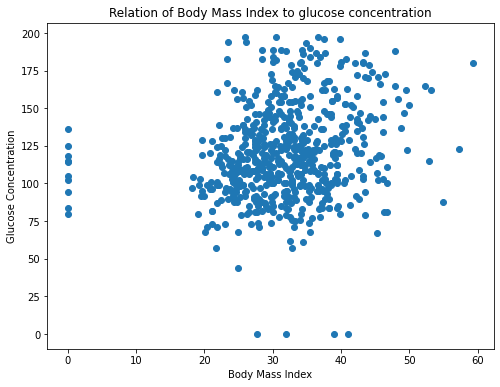 Relation of Body Mass Index to glucose concentration
200
175
150
125
100
75
50
25
0
Glucose Concentration
0 10 20 30 40 50 60
Body Mass Index